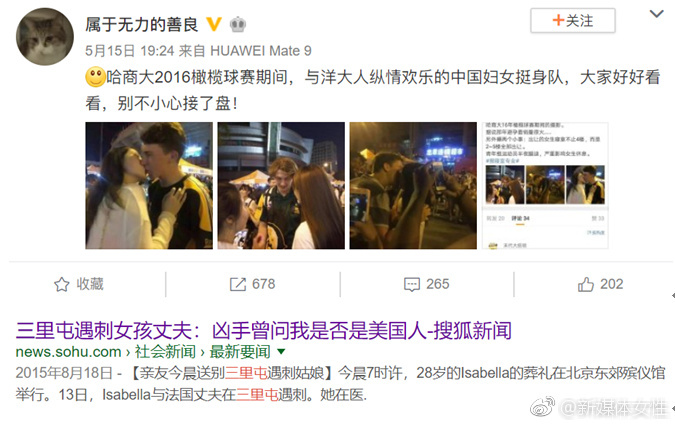 属于无力的善良
+关注
5月15日 19:24 来自 HUAWEI Mate 9
哈商大2016橄榄球赛期间，与洋大人纵情欢乐的中国妇女挺身队，大家好好看
看，别不小心接了盘！
评论 34
收藏
678
265
202
三里屯遇刺女孩丈夫：凶手曾问我是否是美国人-搜狐新闻
news.sohu.com › 社会新闻 › 最新要闻
2015年8月18日 - 【亲友今晨送别三里屯遇刺姑娘】今晨7时许，28岁的Isabella的葬礼在北京东郊殡仪馆
举行。13日，Isabella与法国丈夫在三里屯遇刺。她在医.
@新媒体女性